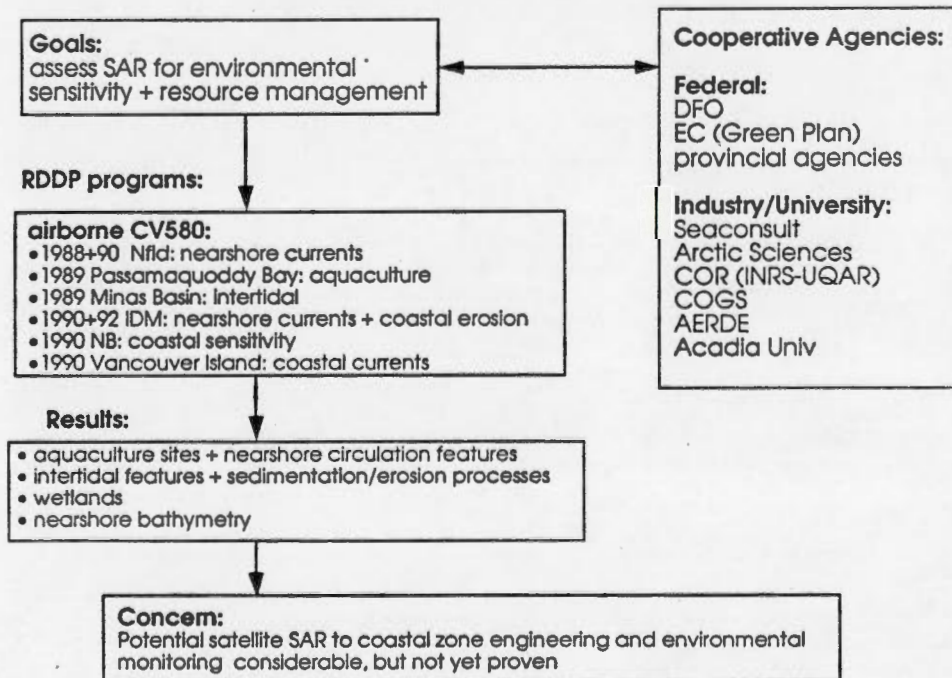 Goals:
assess SAR for environmental
sensitivity + resource management
Cooperative Agencies:
Federal:
DFO
EC (Green Plan)
provincial agencies
Industry/University:
Seaconsult
Arctic Sciences
COR (INRS-UQAR)
COGS
AERDE
Acadia Univ
RDDP programs:
airborne CV580:
• 1988+90 Nfld: nearshore currents
• 1989 Passamaquoddy Bay: aquaculture
• 1989 Minas Basin: intertidal
• 1990+92 IDM: nearshore currents + coastal erosion
• 1990 NB: coastal sensitivity
• 1990 Vancouver Island: coastal currents
Results:
• aquaculture sites + nearshore circulation features
• intertidal features + sedimentation/erosion processes
• wetlands
• nearshore bathymetry
Concern:
Potential satellite SAR to coastal zone engineering and environmental
monitoring considerable, but not yet proven